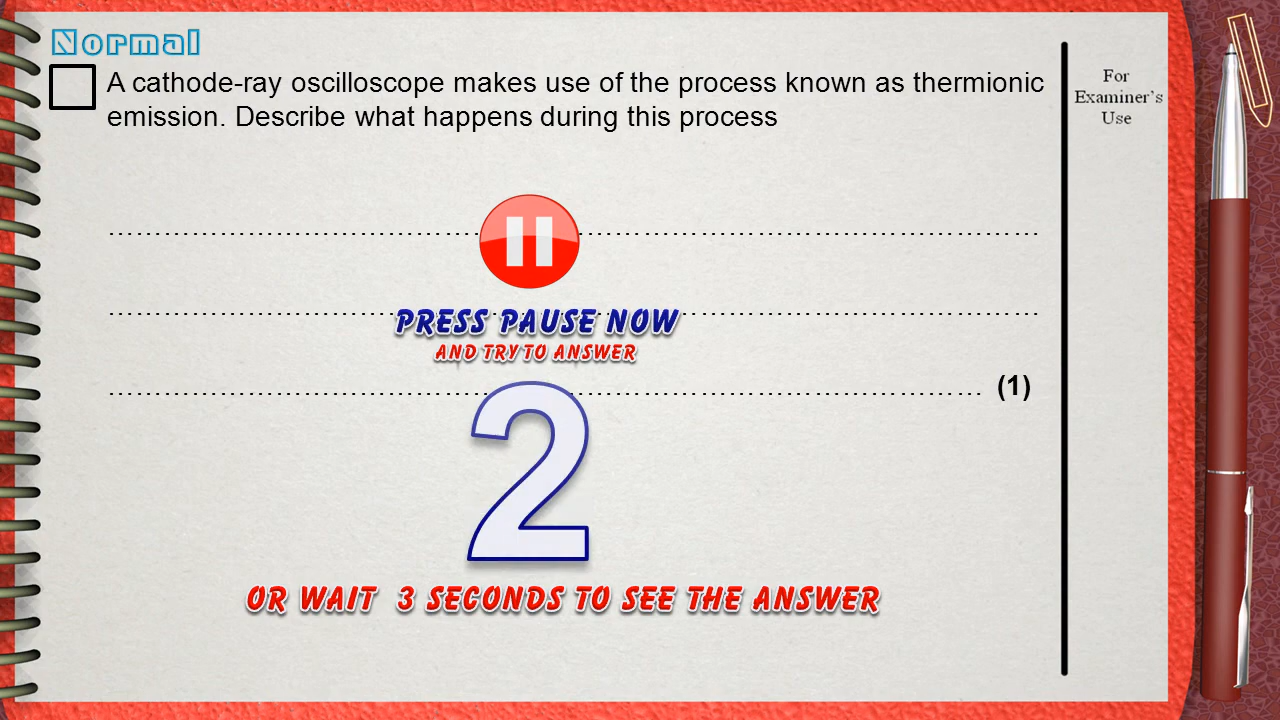 Normal
A cathode-ray oscilloscope makes use of the process known as thermionic
emission. Describe what happens during this process
For
Examiner's
Use
PRESS PAUSE NOW
AND TRY TO ANSWER
(1)
2
OR WAIT 3 SECONDS TO SEE THE ANSWER